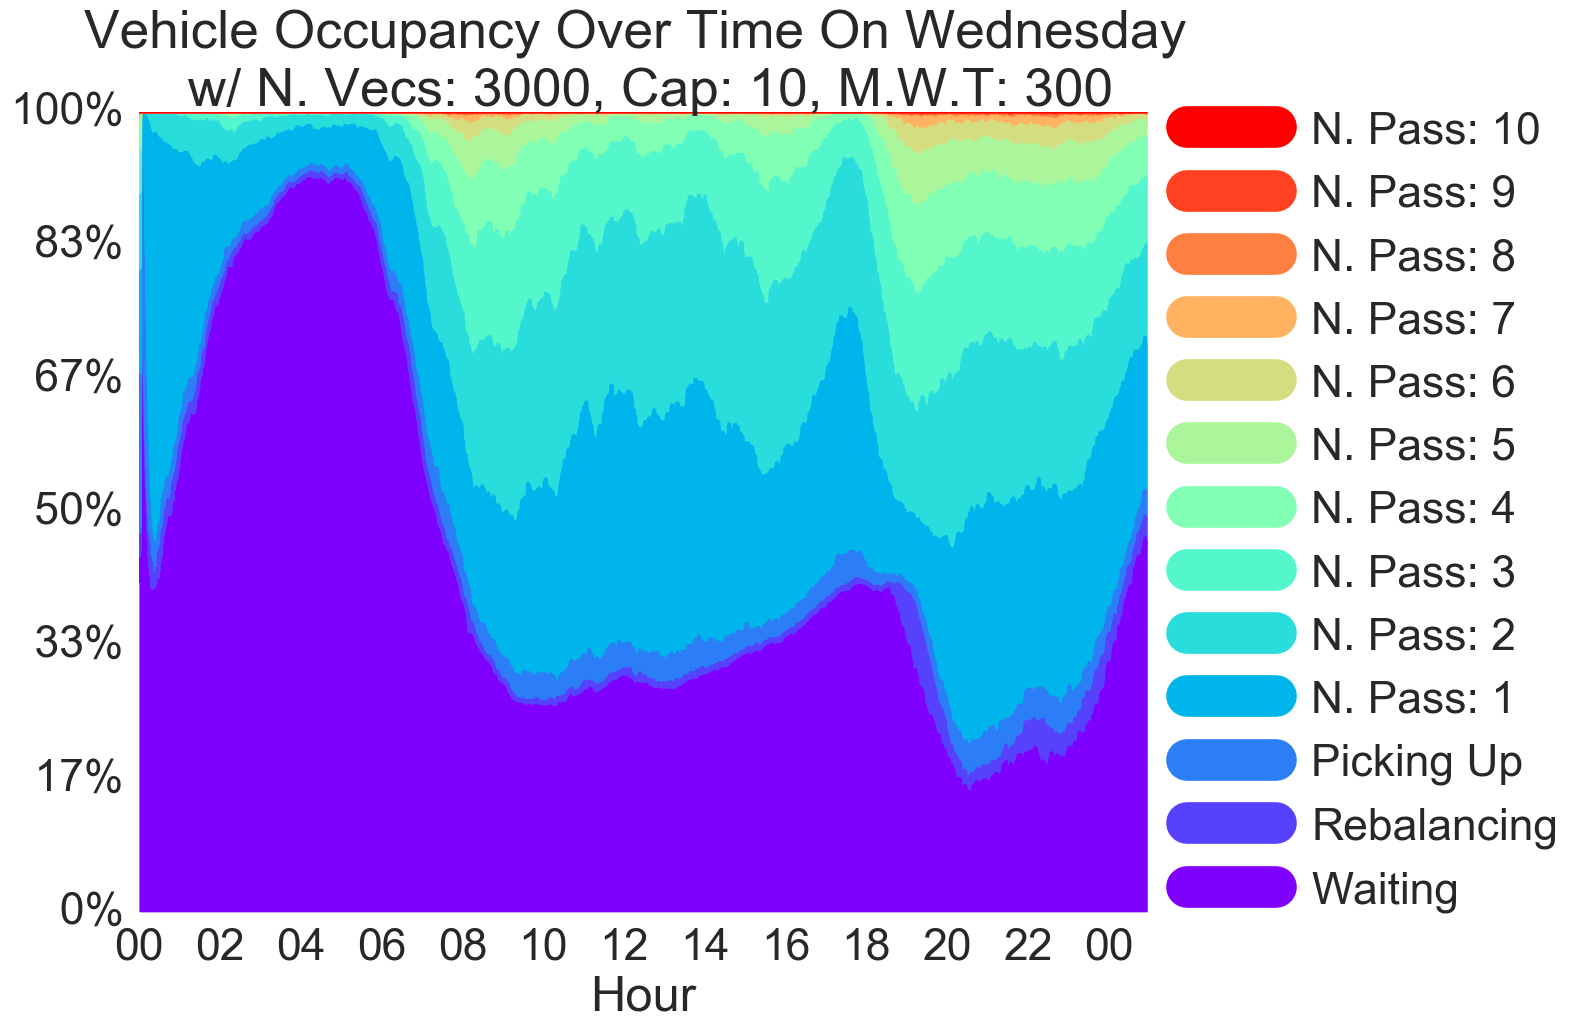 Vehicle Occupancy Over Time On Wednesday
w/ N. Vecs: 3000, Cap: 10, M.W.T: 300
100%
83%
67%
50%
33%
17%
0%
00 02 04 06 08 10 12 14 16 18 20 22 00
Hour
N. Pass: 10
N. Pass: 9
N. Pass: 8
N. Pass: 7
N. Pass: 6
N. Pass: 5
N. Pass: 4
N. Pass: 3
N. Pass: 2
N. Pass: 1
Picking Up
Rebalancing
Waiting